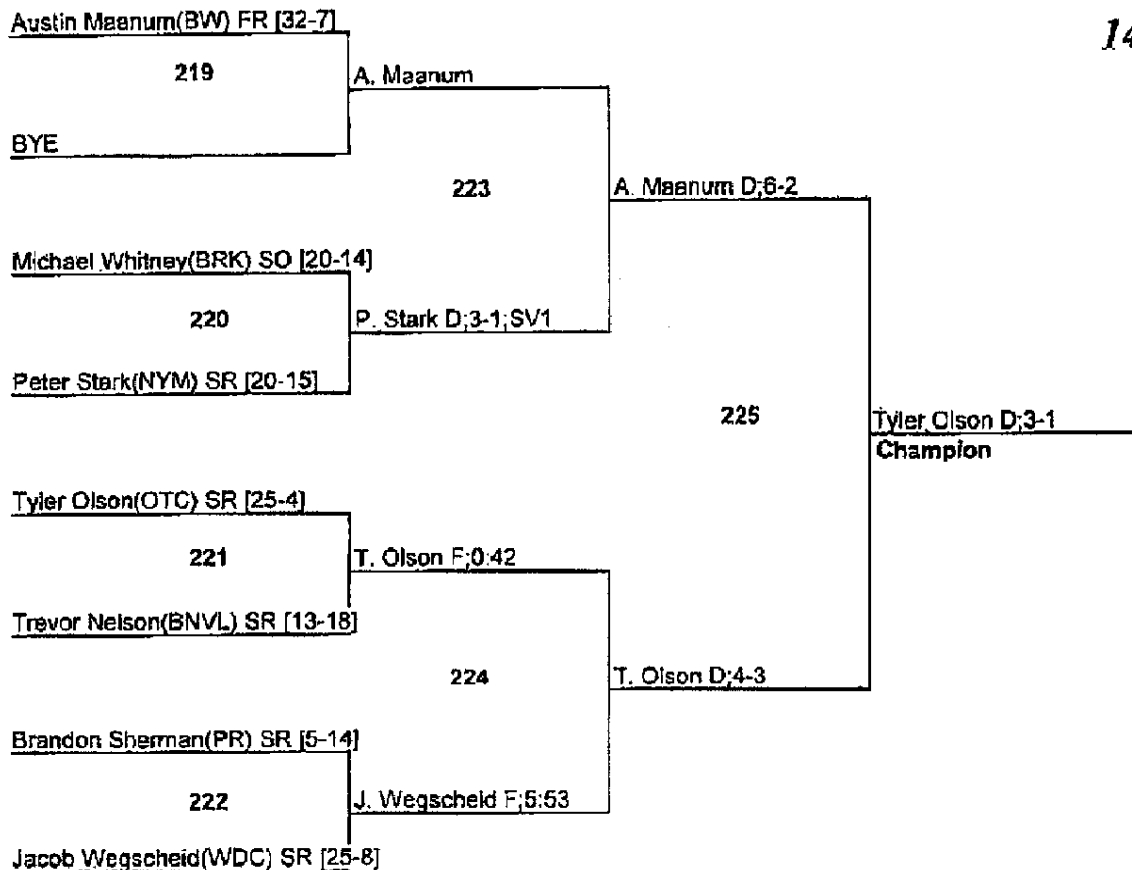 Austin Maanum(BW) FR [32-7]
14
219
A. Maanum
BYE
223
A. Maanum D;6-2
Michael Whitney(BRK) SO [20-14]
220
P. Stark D;3-1;SV1
Peter Stark(NYM) SR [20-15]
225
Tyler Olson D;3-1
Champion
Tyler Olson(OTC) SR [25-4]
221
T. Olson F;0:42
Trevor Nelson(BNVL) SR [13-18]
224
T. Olson D;4-3
Brandon Sherman(PR) SR [5-14]
222
J. Wegscheid F;5:53
Jacob Wegscheid(WDC) SR [25-8]